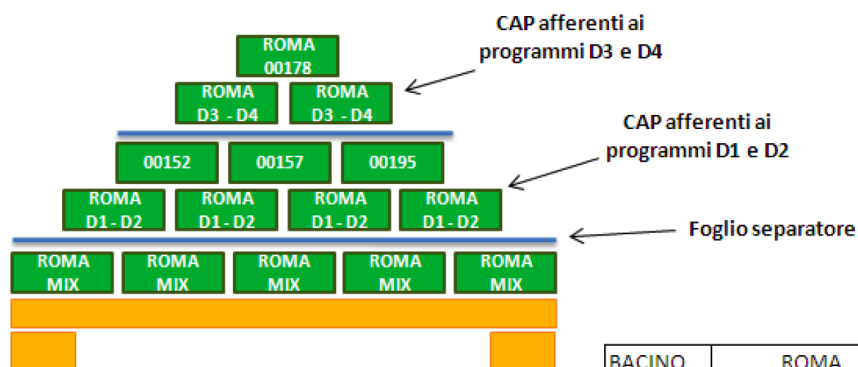 CAP afferenti ai
programmi D3 e D4
ROMA
00178
ROMA
D3 - D4
ROMA
D3 - D4
CAP afferenti ai
programmi D1 e D2
00152
00157
00195
ROMA
D1 - D2
ROMA
D1 - D2
ROMA
D1 - D2
ROMA
D1 - D2
Foglio separatore
ROMA
MIX
ROMA
MIX
ROMA
MIX
ROMA
MIX
ROMA
MIX
BACINO
ROMA